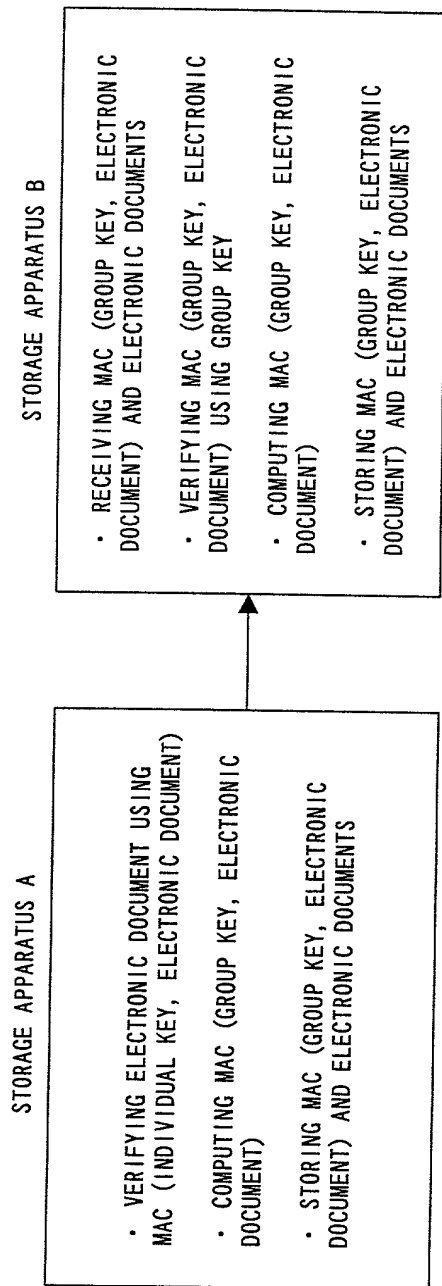 STORAGE APPARATUS A
· VERIFYING ELECTRONIC DOCUMENT USING
MAC (INDIVIDUAL KEY, ELECTRONIC DOCUMENT)
· COMPUTING MAC (GROUP KEY, ELECTRONIC
DOCUMENT)
· STORING MAC (GROUP KEY, ELECTRONIC
DOCUMENT) AND ELECTRONIC DOCUMENTS
STORAGE APPARATUS B
· RECEIVING MAC (GROUP KEY, ELECTRONIC
DOCUMENT) AND ELECTRONIC DOCUMENTS
· VERIFYING MAC (GROUP KEY, ELECTRONIC
DOCUMENT) USING GROUP KEY
· COMPUTING MAC (GROUP KEY, ELECTRONIC
DOCUMENT)
· STORING MAC (GROUP KEY, ELECTRONIC
DOCUMENT) AND ELECTRONIC DOCUMENTS